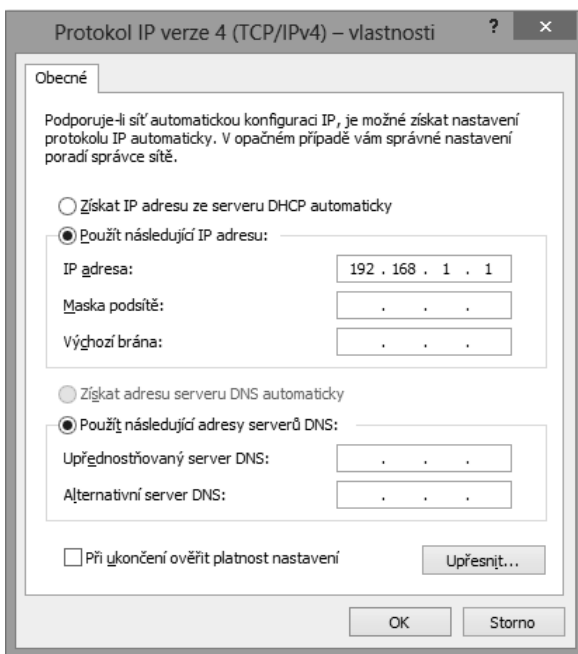 Protokol IP verze 4 (TCP/IPv4) – vlastnosti ? ×
Obecné
Podporuje-li síť automatickou konfiguraci IP, je možné získat nastavení
protokolu IP automaticky. V opačném případě vám správné nastavení
poradí správce sítě.
Získat IP adresu ze serveru DHCP automaticky
Použít následující IP adresu:
IP adresa: 192 . 168 . 1 . 1
Maska podsítě: . . .
Výchozí brána: . . .
Získat adresu serveru DNS automaticky
Použít následující adresy serverů DNS:
Upřednostňovaný server DNS: . . .
Alternativní server DNS: . . .
Při ukončení ověřit platnost nastavení
Upřesnit...
OK Storno